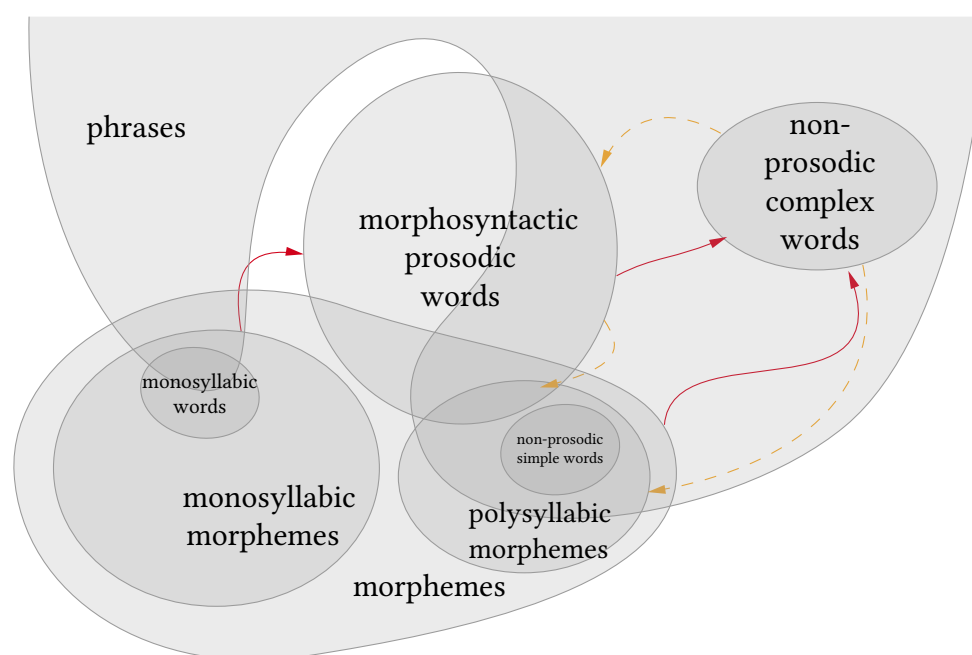 phrases
non-
prosodic
complex
words
morphosyntactic
prosodic
words
monosyllabic
words
non-prosodic
simple words
monosyllabic
morphemes
polysyllabic
morphemes
morphemes